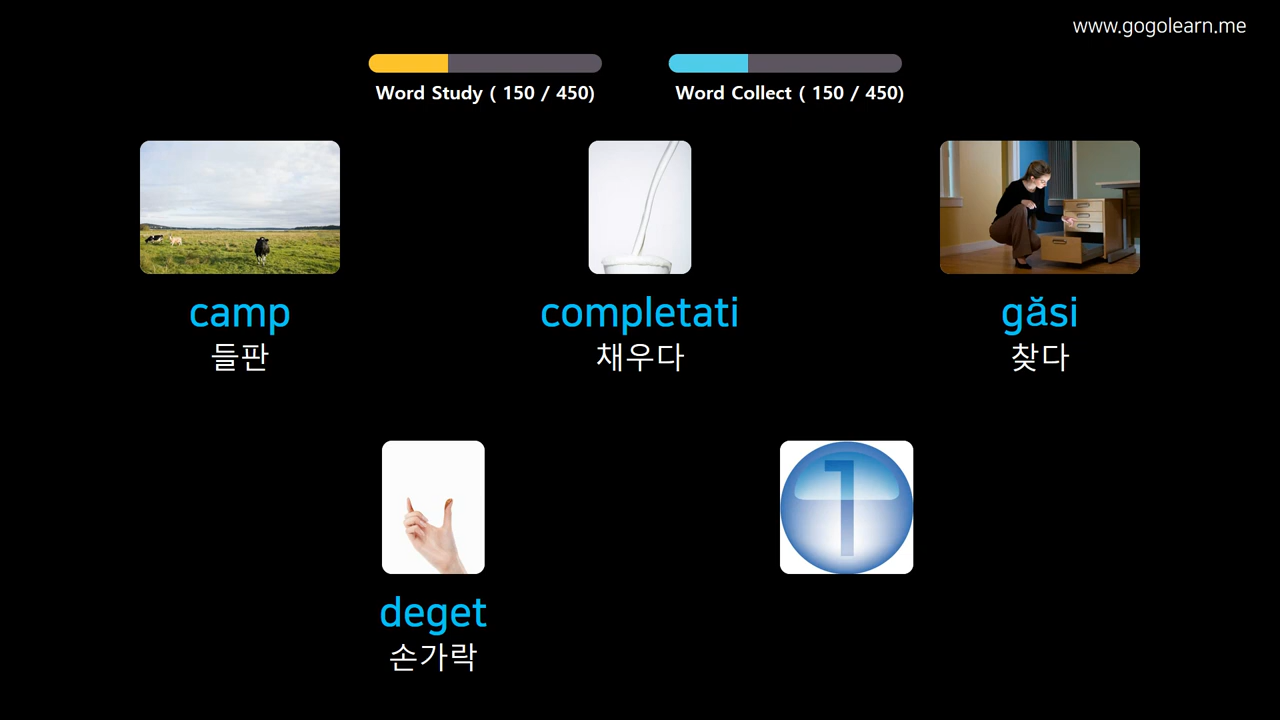 www.gogolearn.me
Word Study ( 150 / 450)
Word Collect ( 150 / 450)
camp
들판
completati
채우다
găsi
찾다
deget
손가락
1